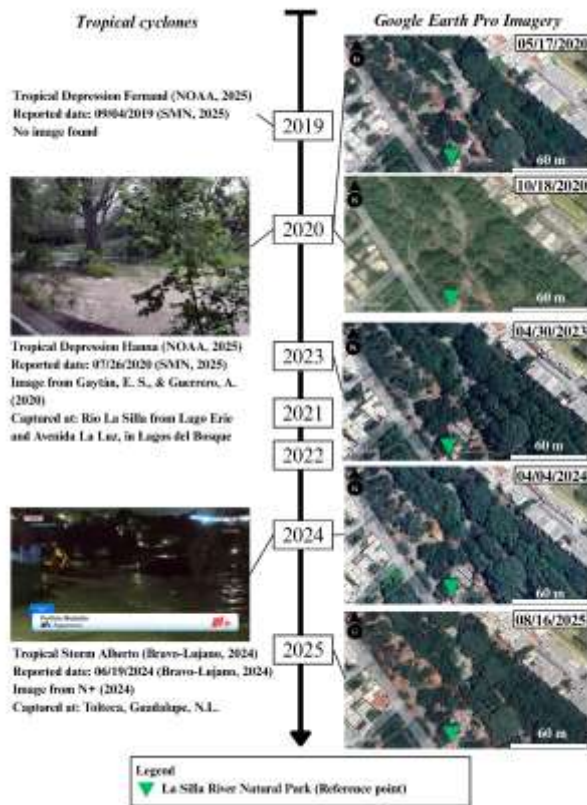 Tropical cyclones
Google Earth Pro Imagery
Tropical Depression Fernand (NOAA, 2025)
Reported date: 09/04/2019 (SMN, 2025)
No image found
2019
05/17/2020
60 m
2020
10/18/2020
60 m
Tropical Depression Hanna (NOAA, 2025)
Reported date: 07/26/2020 (SMN, 2025)
Image from Gaytán, E. S., & Guerrero, A.
(2020)
Captured at: Río La Silla from Lago Erie
and Avenida La Luz, in Lagos del Bosque
2023
04/30/2023
60 m
2021
2022
04/04/2024
60 m
2024
Tropical Storm Alberto (Bravo-Lujano, 2024)
Reported date: 06/19/2024 (Bravo-Lujano, 2024)
Image from N+ (2024)
Captured at: Tolteca, Guadalupe, N.L.
2025
08/16/2025
60 m
Legend
La Silla River Natural Park (Reference point)